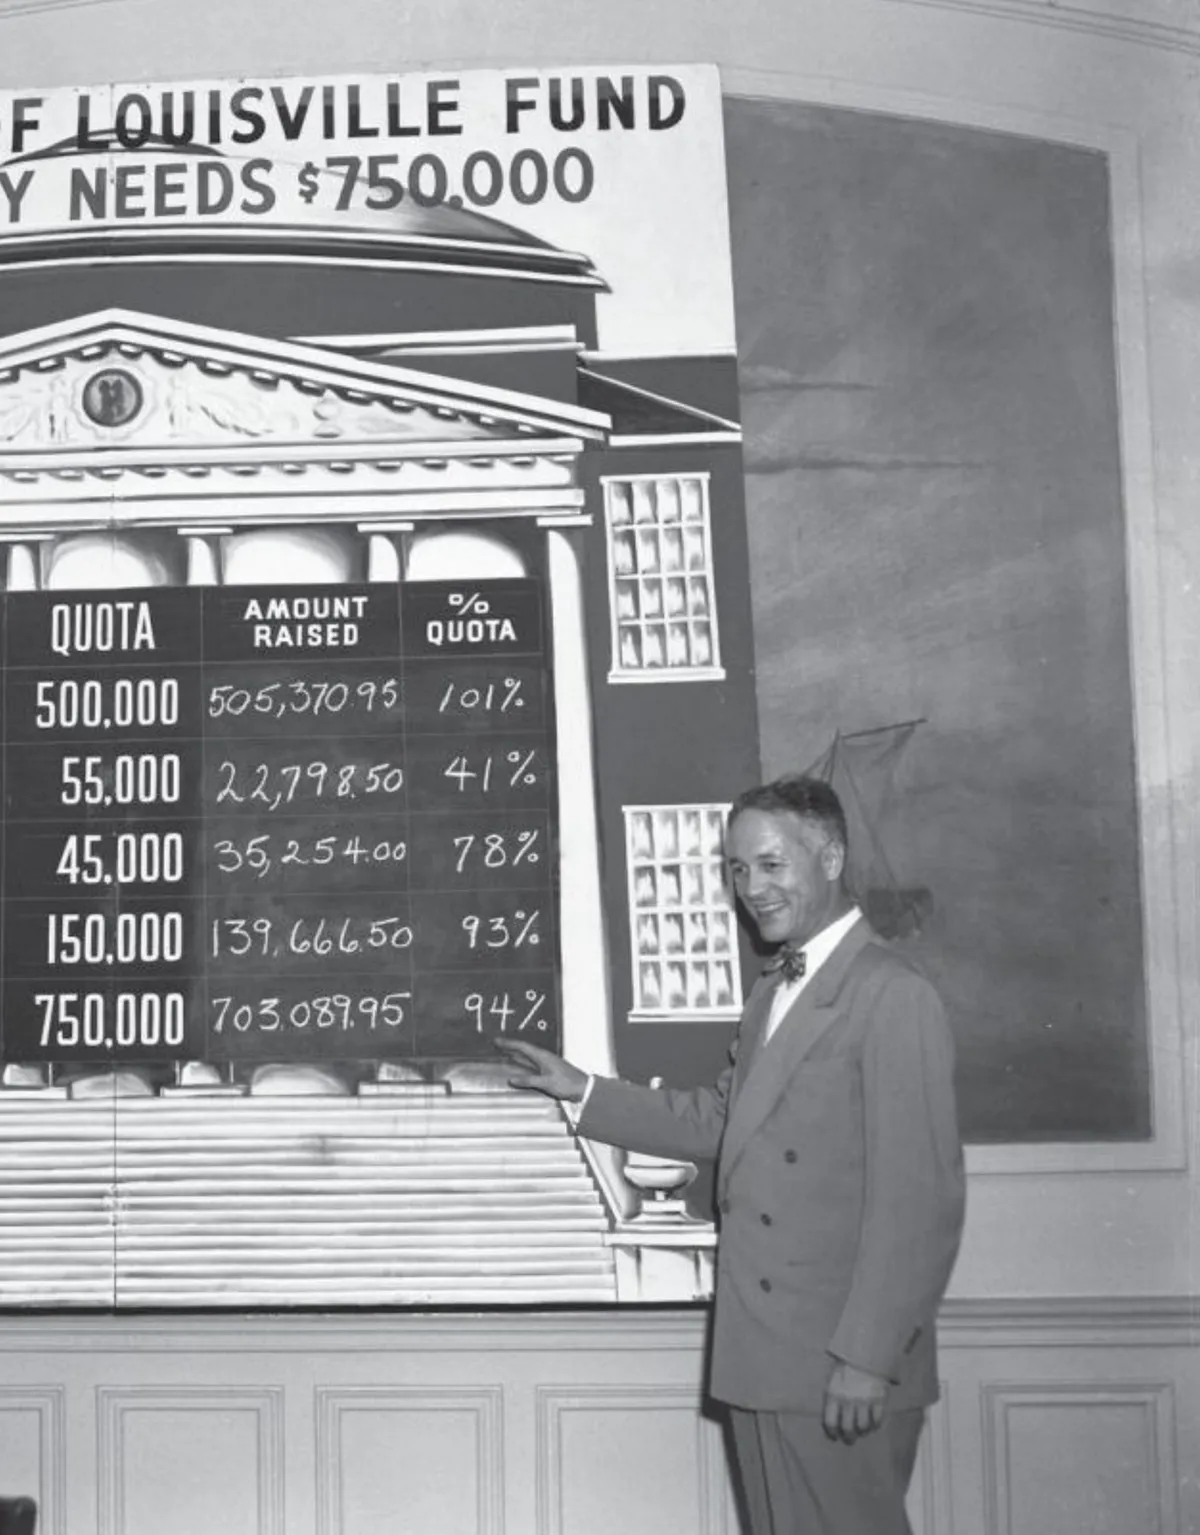 F LOUISVILLE FUND
Y NEEDS $750,000
QUOTA AMOUNT RAISED % QUOTA
500,000 505,370.95 101%
55,000 22,798.50 41%
45,000 35,254.00 78%
150,000 139,666.50 93%
750,000 703,089.95 94%